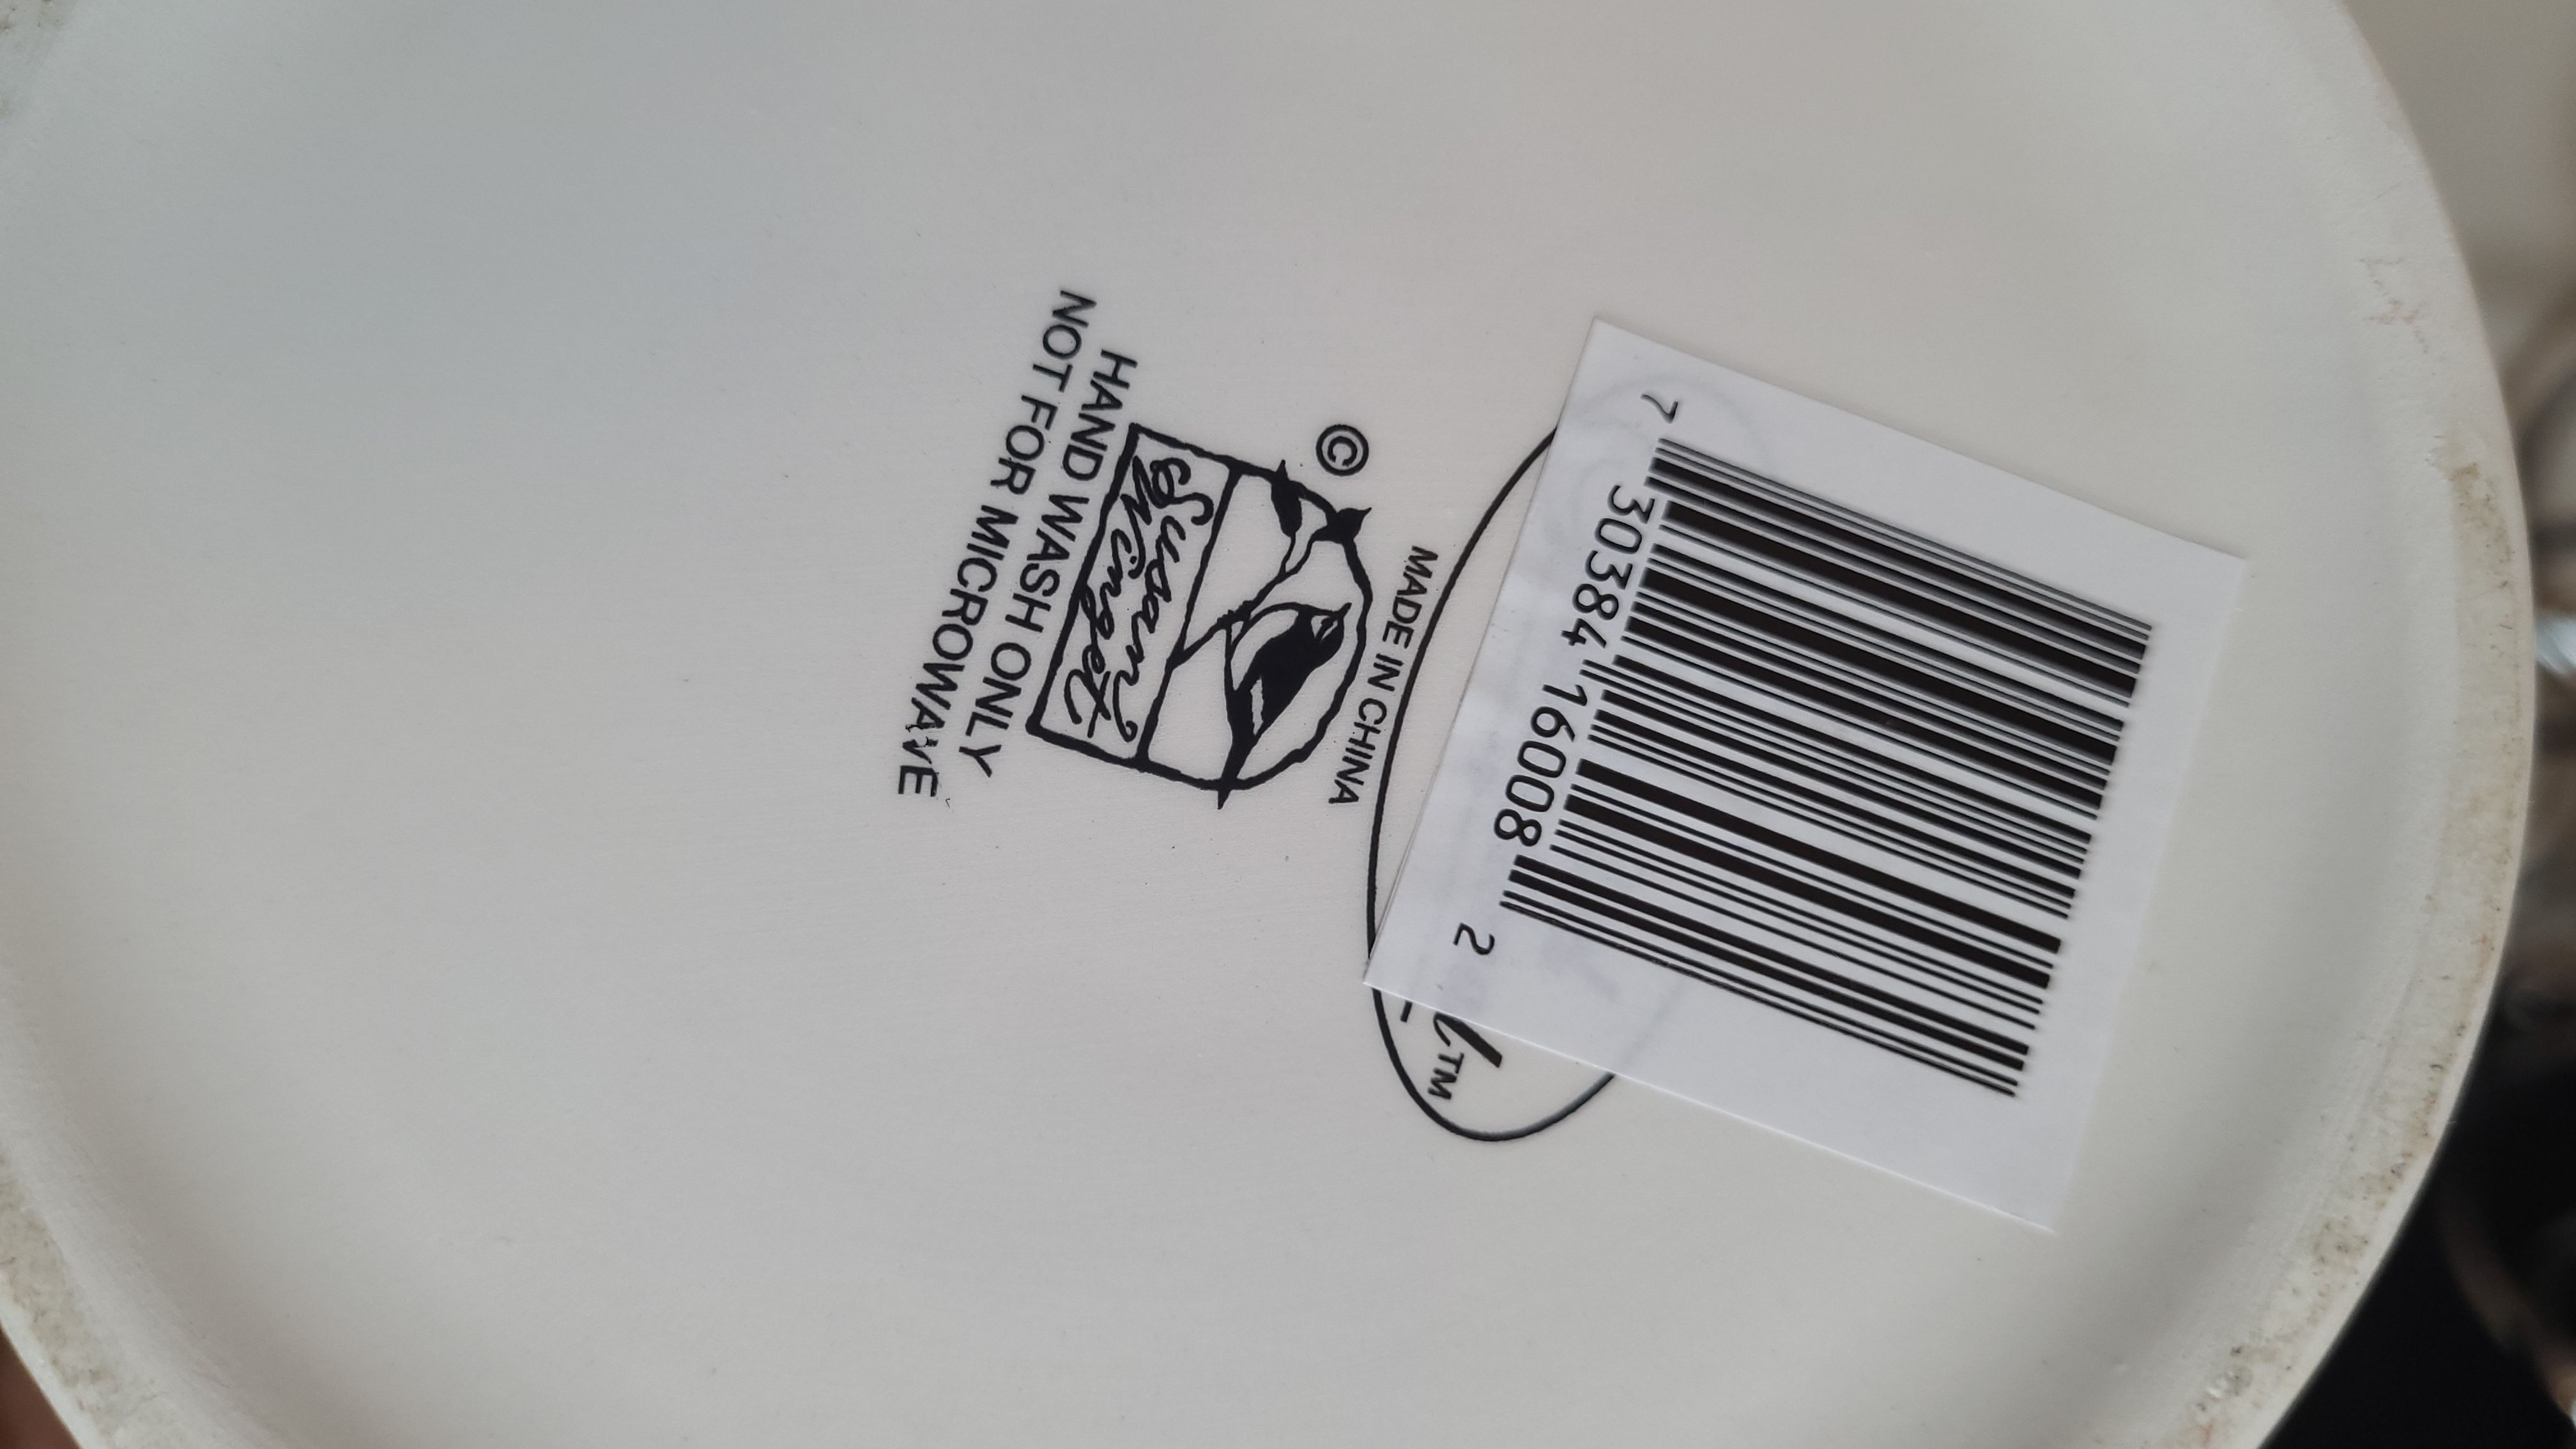 7 30384 16008 2
TM
MADE IN CHINA
©
Susan
Winget
HAND WASH ONLY
NOT FOR MICROWAVE